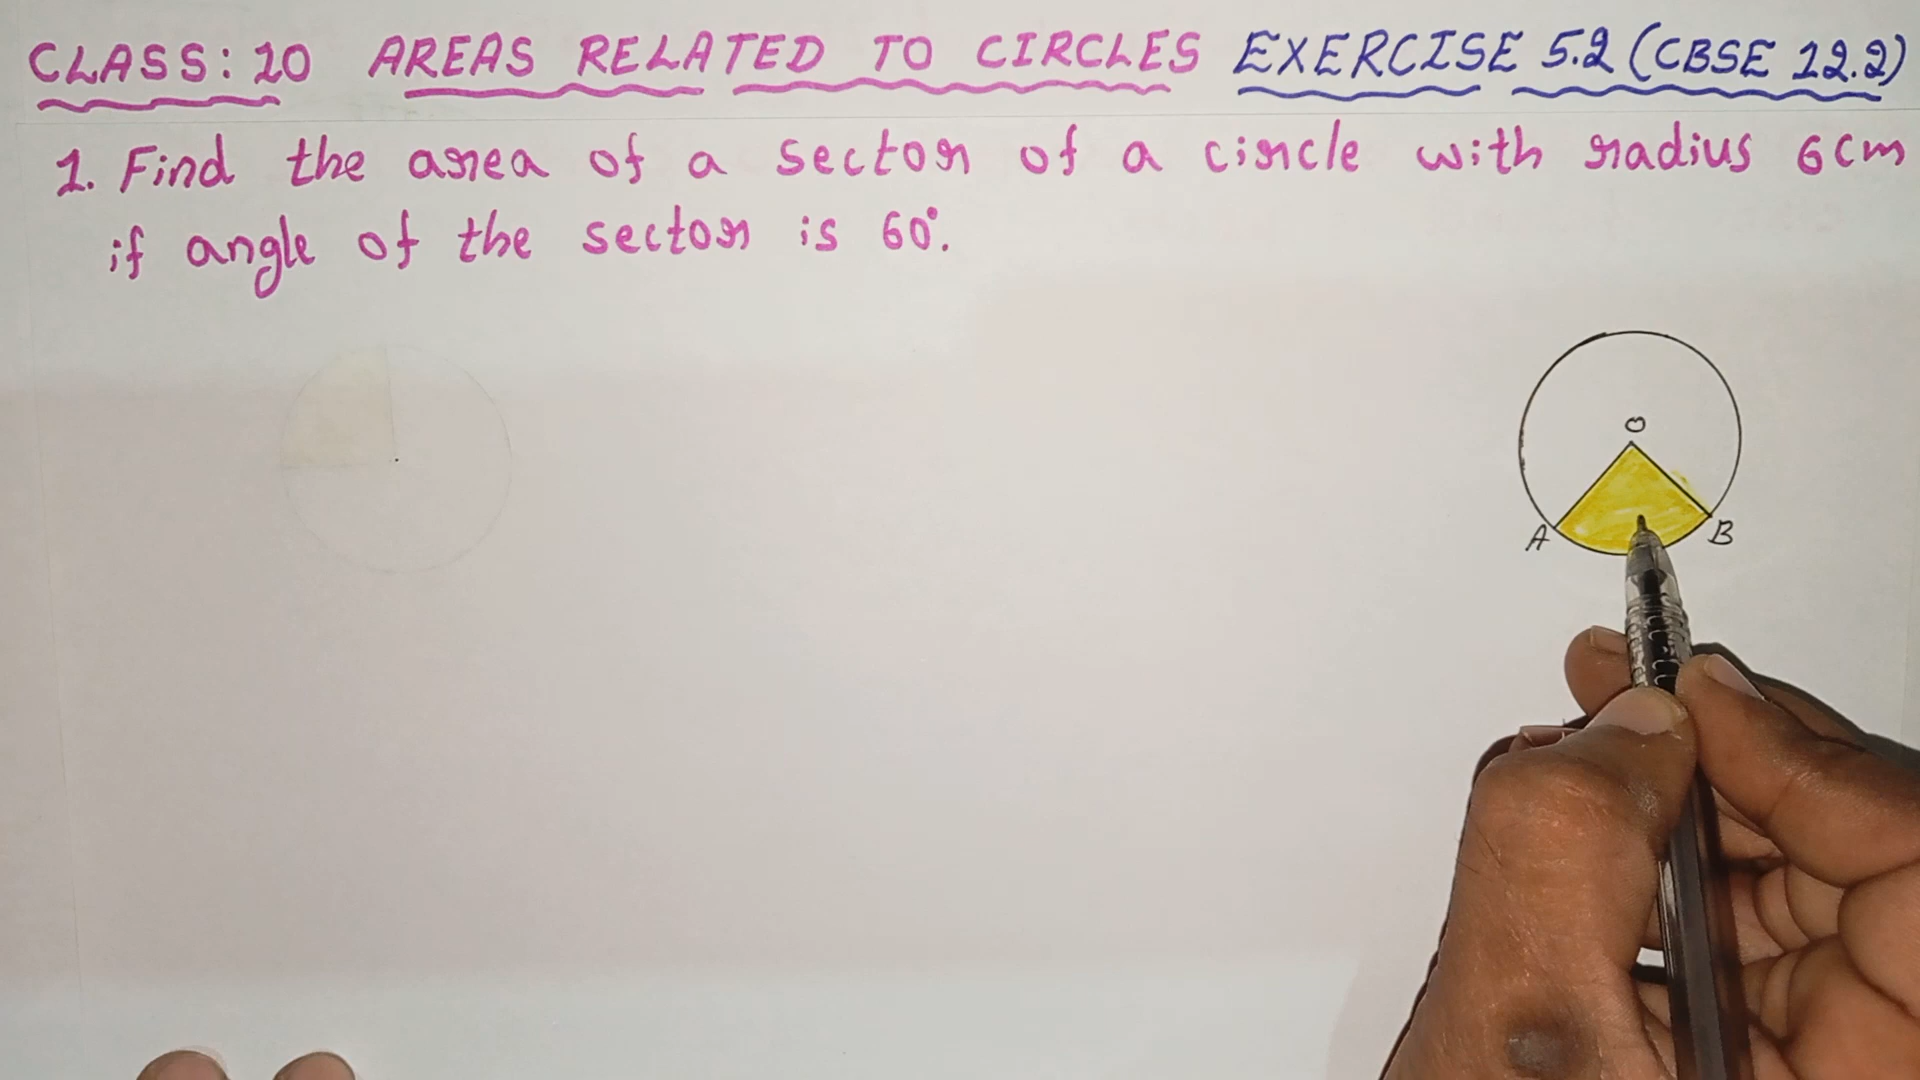 CLASS: 10 AREAS RELATED TO CIRCLES EXERCISE 5.2 (CBSE 12.2)
1. Find the area of a sector of a circle with radius 6cm
if angle of the sector is 60°.
O
A B